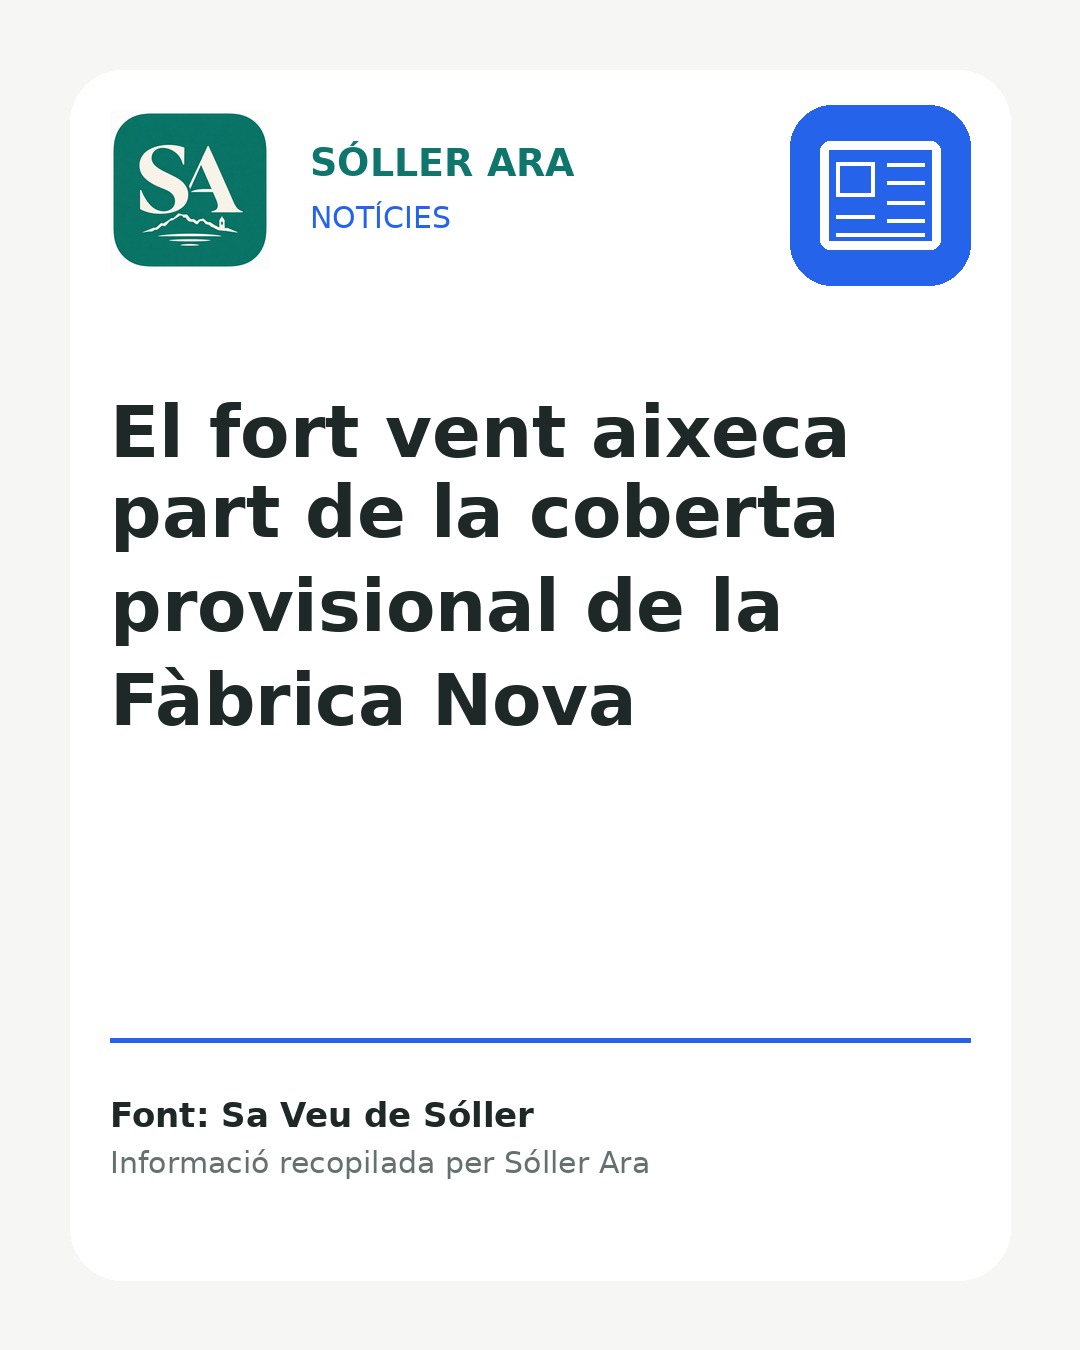 SA
SÓLLER ARA
NOTÍCIES
El fort vent aixeca
part de la coberta
provisional de la
Fàbrica Nova
Font: Sa Veu de Sóller
Informació recopilada per Sóller Ara